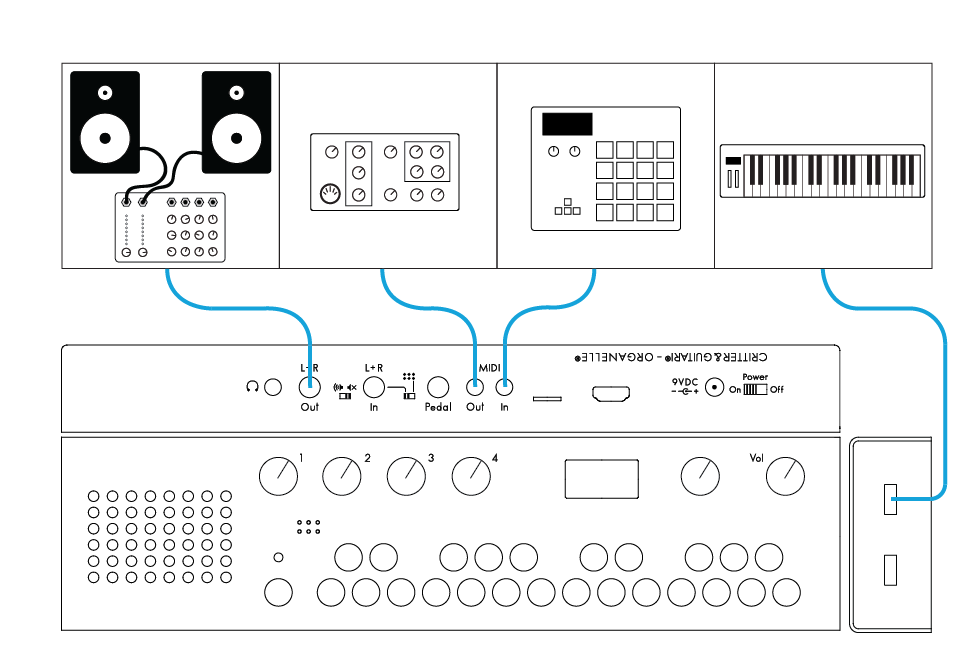 CRITTER&GUITARI® – ORGANELLE®
L+R
L+R
MIDI
Power
9VDC
On
Off
Out
In
Pedal
Out
In
1
2
3
4
Vol